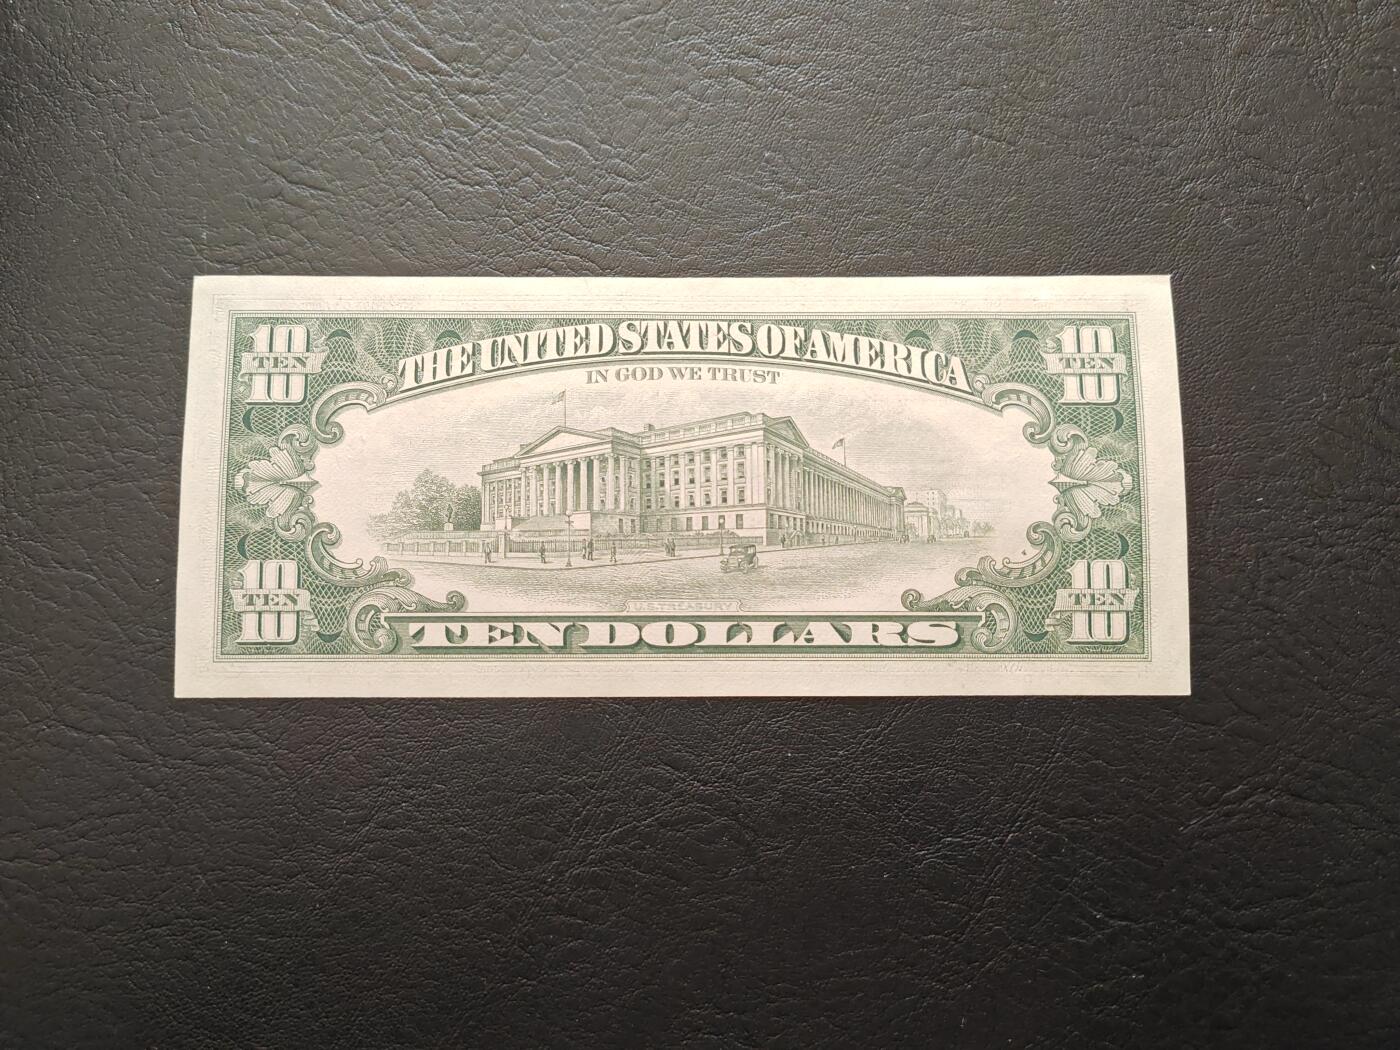 10 TEN 10
THE UNITED STATES OF AMERICA
10 TEN 10
IN GOD WE TRUST
10 TEN 10
U.S. TREASURY
10 TEN 10
TEN DOLLARS